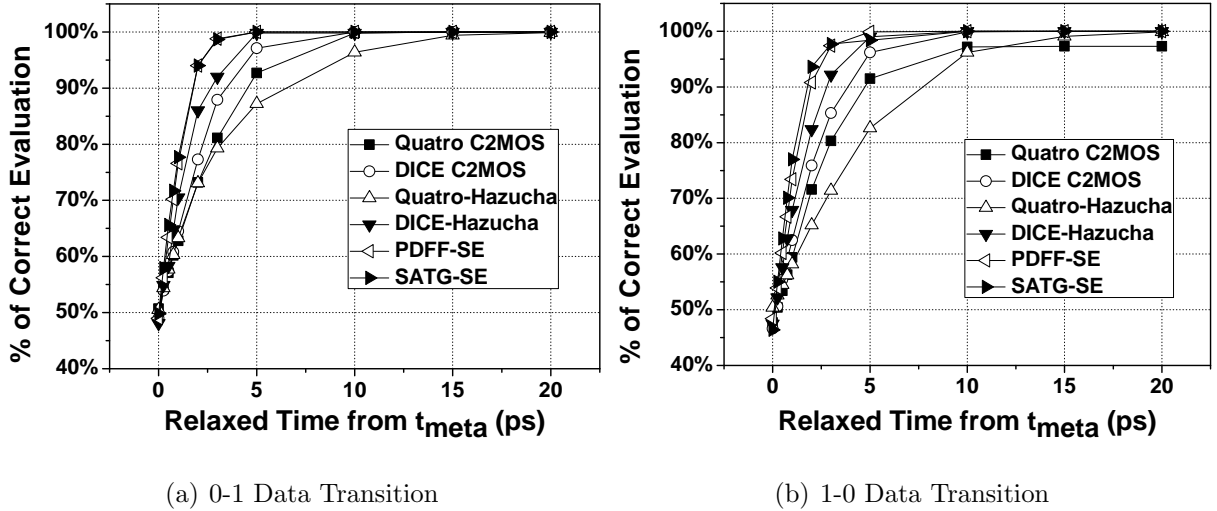 % of Correct Evaluation
100%
90%
80%
70%
60%
50%
40%
Quatro C2MOS
DICE C2MOS
Quatro-Hazucha
DICE-Hazucha
PDFF-SE
SATG-SE
0 5 10 15 20
Relaxed Time from tmeta (ps)
(a) 0-1 Data Transition
% of Correct Evaluation
100%
90%
80%
70%
60%
50%
40%
Quatro C2MOS
DICE C2MOS
Quatro-Hazucha
DICE-Hazucha
PDFF-SE
SATG-SE
0 5 10 15 20
Relaxed Time from tmeta (ps)
(b) 1-0 Data Transition